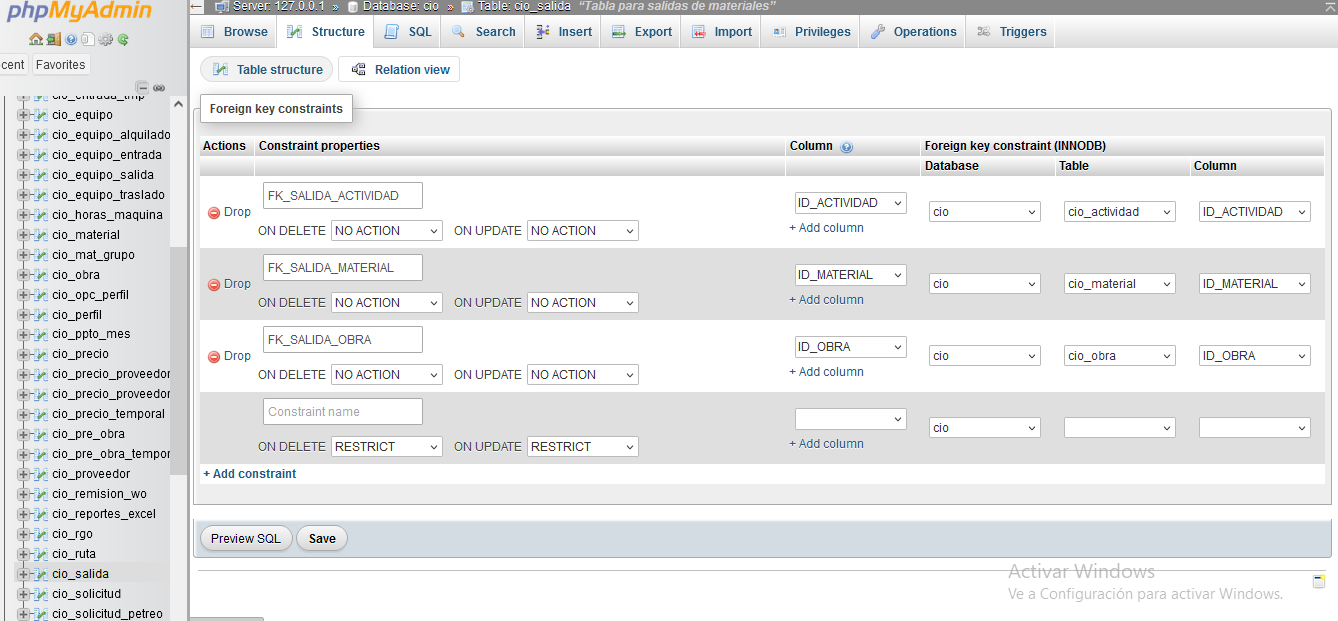 phpMyAdmin
Server: 127.0.0.1 » Database: cio » Table: cio_salida "Tabla para salidas de materiales"
Browse Structure SQL Search Insert Export Import Privileges Operations Triggers
cent Favorites
Table structure Relation view
cio_entrada_tmp
cio_equipo
cio_equipo_alquilado
cio_equipo_entrada
cio_equipo_salida
cio_equipo_traslado
cio_horas_maquina
cio_material
cio_mat_grupo
cio_obra
cio_opc_perfil
cio_perfil
cio_ppto_mes
cio_precio
cio_precio_proveedor
cio_precio_proveedor
cio_precio_temporal
cio_pre_obra
cio_pre_obra_tempor
cio_proveedor
cio_remision_wo
cio_reportes_excel
cio_rgo
cio_ruta
cio_salida
cio_solicitud
cio_solicitud_petreo
Foreign key constraints
Actions Constraint properties Column Foreign key constraint (INNODB)
Database Table Column
FK_SALIDA_ACTIVIDAD
Drop ID_ACTIVIDAD cio cio_actividad ID_ACTIVIDAD
ON DELETE NO ACTION ON UPDATE NO ACTION + Add column
FK_SALIDA_MATERIAL
Drop ID_MATERIAL cio cio_material ID_MATERIAL
ON DELETE NO ACTION ON UPDATE NO ACTION + Add column
FK_SALIDA_OBRA
Drop ID_OBRA cio cio_obra ID_OBRA
ON DELETE NO ACTION ON UPDATE NO ACTION + Add column
Constraint name
cio
ON DELETE RESTRICT ON UPDATE RESTRICT + Add column
+ Add constraint
Preview SQL Save
Activar Windows
Ve a Configuración para activar Windows.